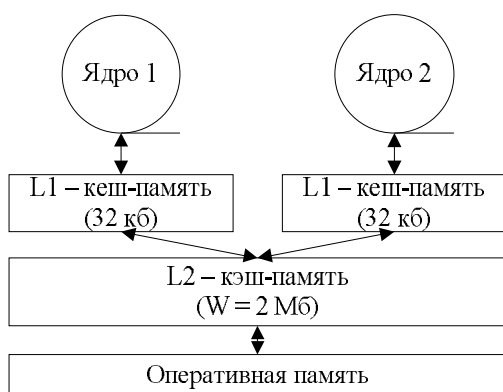 Ядро 1
Ядро 2
L1 – кеш-память
(32 кб)
L1 – кеш-память
(32 кб)
L2 – кэш-память
(W = 2 Мб)
Оперативная память